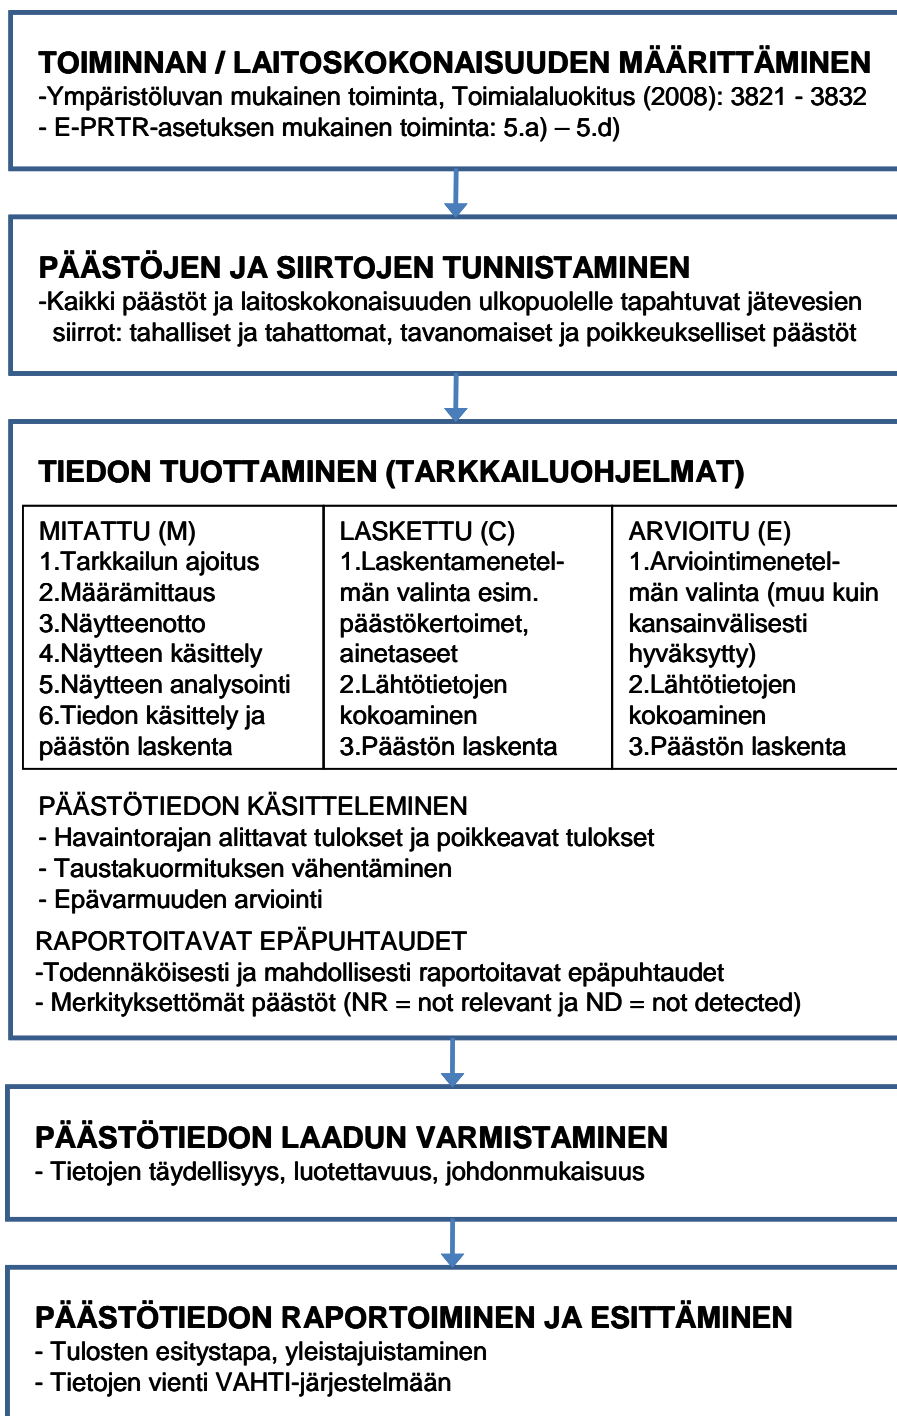 TOIMINNAN / LAITOSKOKONAISUUDEN MÄÄRITTÄMINEN
-Ympäristöluvan mukainen toiminta, Toimialaluokitus (2008): 3821 - 3832
- E-PRTR-asetuksen mukainen toiminta: 5.a) – 5.d)
PÄÄSTÖJEN JA SIIRTOJEN TUNNISTAMINEN
-Kaikki päästöt ja laitoskokonaisuuden ulkopuolelle tapahtuvat jätevesien
siirrot: tahalliset ja tahattomat, tavanomaiset ja poikkeukselliset päästöt
TIEDON TUOTTAMINEN (TARKKAILUOHJELMAT)
MITATTU (M)
1.Tarkkailun ajoitus
2.Määrämittaus
3.Näytteenotto
4.Näytteen käsittely
5.Näytteen analysointi
6.Tiedon käsittely ja
päästön laskenta
LASKETTU (C)
1.Laskentamenetel-
män valinta esim.
päästökertoimet,
ainetaseet
2.Lähtötietojen
kokoaminen
3.Päästön laskenta
ARVIOITU (E)
1.Arviointimenetel-
män valinta (muu kuin
kansainvälisesti
hyväksytty)
2.Lähtötietojen
kokoaminen
3.Päästön laskenta
PÄÄSTÖTIEDON KÄSITTELEMINEN
- Havaintorajan alittavat tulokset ja poikkeavat tulokset
- Taustakuormituksen vähentäminen
- Epävarmuuden arviointi
RAPORTOITAVAT EPÄPUHTAUDET
-Todennäköisesti ja mahdollisesti raportoitavat epäpuhtaudet
- Merkityksettömät päästöt (NR = not relevant ja ND = not detected)
PÄÄSTÖTIEDON LAADUN VARMISTAMINEN
- Tietojen täydellisyys, luotettavuus, johdonmukaisuus
PÄÄSTÖTIEDON RAPORTOIMINEN JA ESITTÄMINEN
- Tulosten esitystapa, yleistajuistaminen
- Tietojen vienti VAHTI-järjestelmään